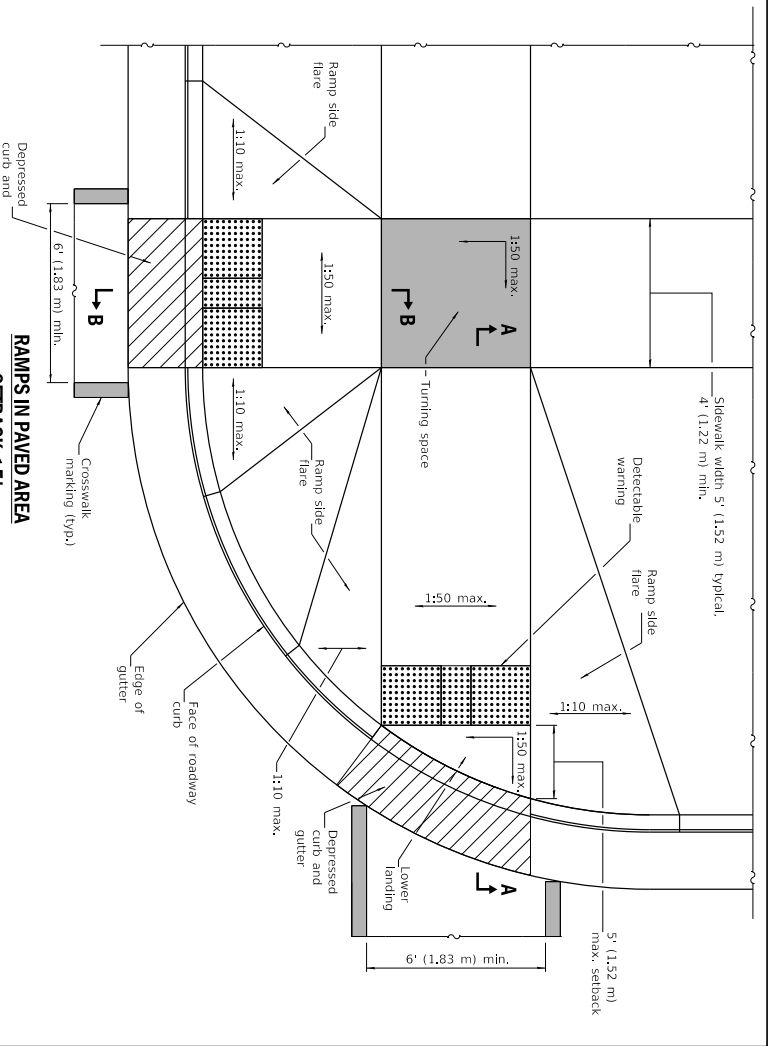 5' (1.52 m)
max. setback
Sidewalk width 5' (1.52 m) typical.
4' (1.22 m) min.
Detectable
warning
Ramp side
flare
1:10 max.
1:50 max.
1:50 max.
A
A
Turning space
1:50 max.
Lower
landing
B
6' (1.83 m) min.
Ramp side
flare
1:50 max.
Ramp side
flare
Depressed
curb and
gutter
1:10 max.
1:10 max.
1:10 max.
Face of roadway
curb
Edge of
gutter
B
6' (1.83 m) min.
Crosswalk
marking (typ.)
Depressed
curb and
RAMPS IN PAVED AREA